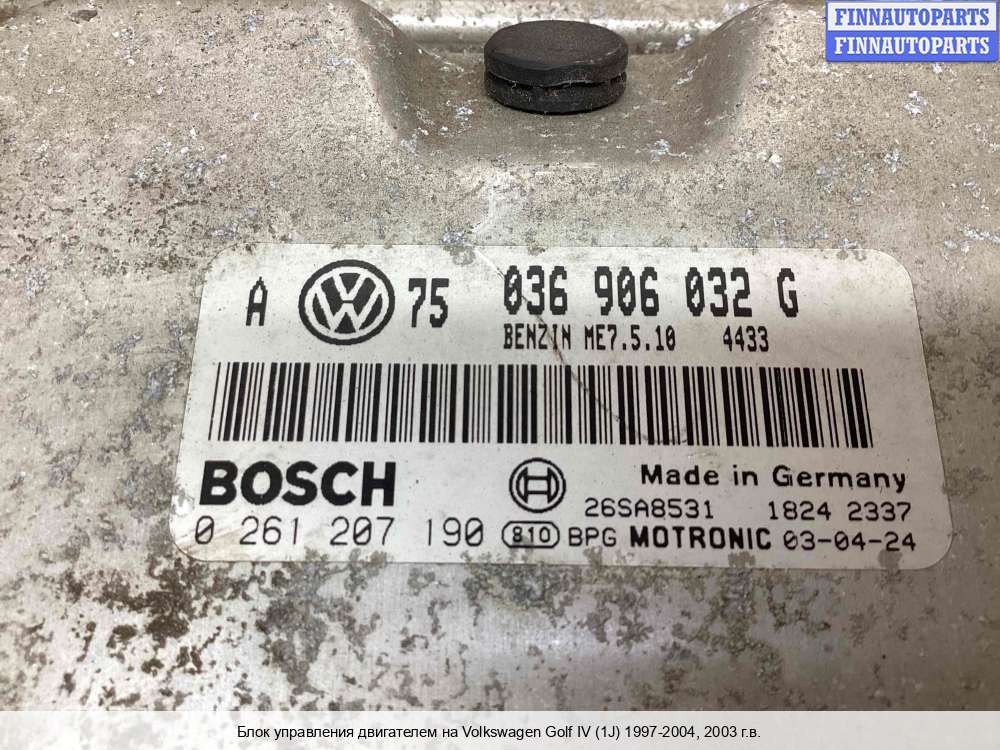 FINNAUTOPARTS
FINNAUTOPARTS
A VW 75 036 906 032 G
BENZIN ME7.5.10 4433
BOSCH Made in Germany
26SA8531 1824 2337
0 261 207 190 810 BPG MOTRONIC 03-04-24
Блок управления двигателем на Volkswagen Golf IV (1J) 1997-2004, 2003 г.в.